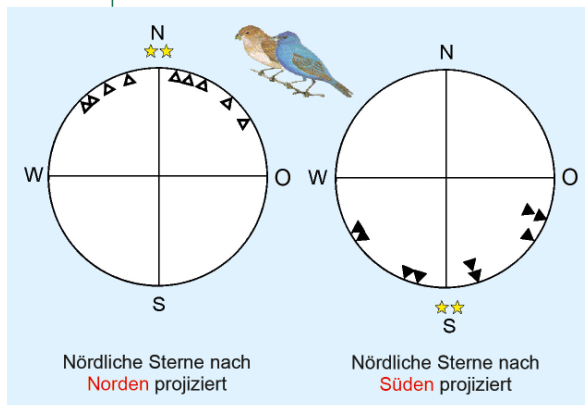 N
W
O
S
Nördliche Sterne nach
Norden projiziert
N
W
O
S
Nördliche Sterne nach
Süden projiziert